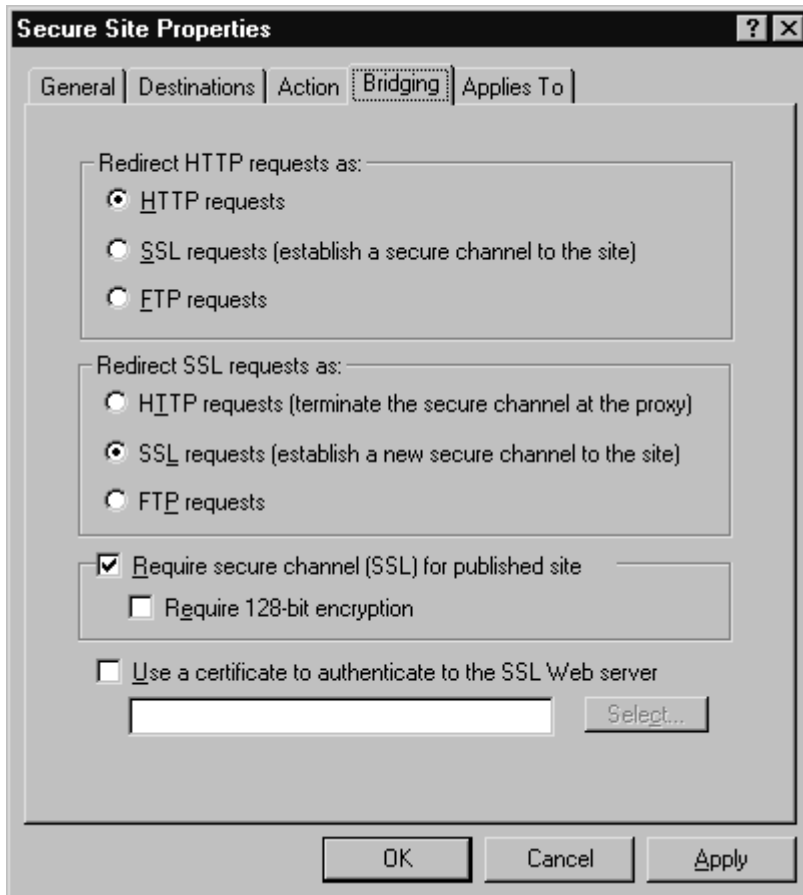 Secure Site Properties
General Destinations Action Bridging Applies To
Redirect HTTP requests as:
HTTP requests
SSL requests (establish a secure channel to the site)
FTP requests
Redirect SSL requests as:
HTTP requests (terminate the secure channel at the proxy)
SSL requests (establish a new secure channel to the site)
FTP requests
Require secure channel (SSL) for published site
Require 128-bit encryption
Use a certificate to authenticate to the SSL Web server
Select...
OK Cancel Apply